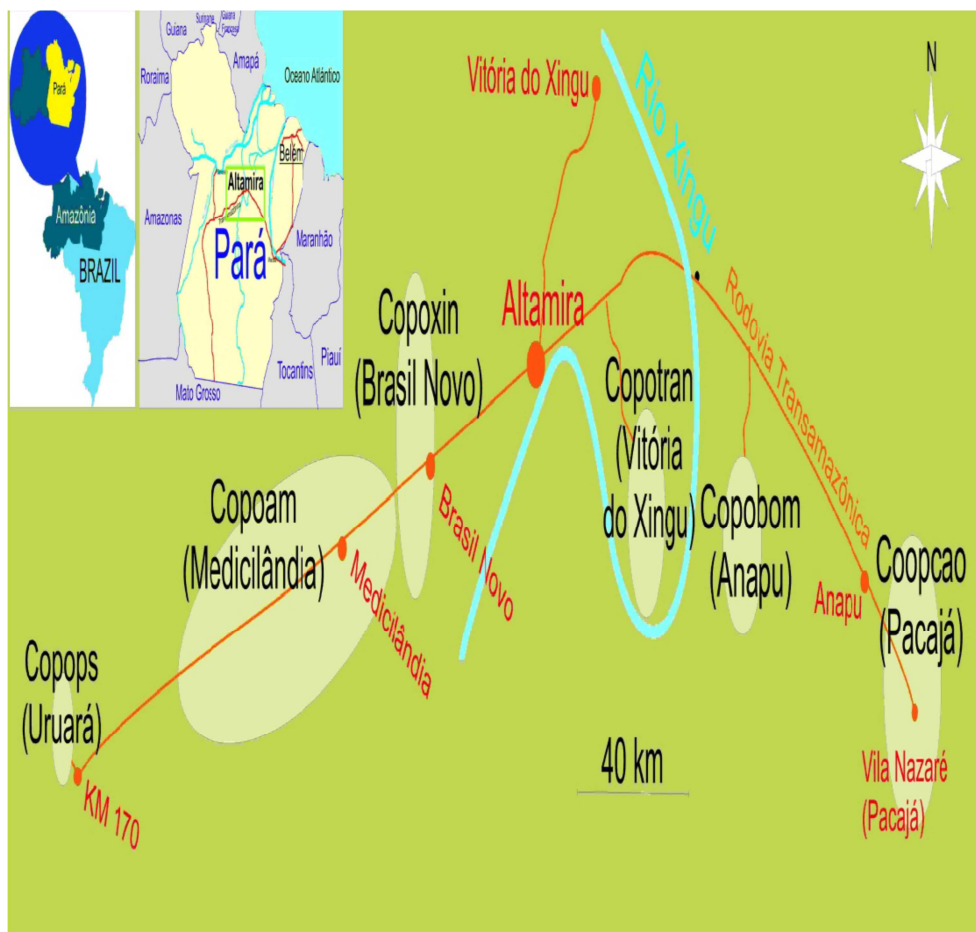 Pará
Amazônia
BRAZIL
Suriname
Guiana
Guiana
Francesa
Roraima
Amapá
Oceano Atlântico
Belém
Altamira
Amazonas
Pará
Maranhão
Piauí
Tocantins
Mato Grosso
N
Vitória do Xingu
Rio Xingu
Rodovia Transamazônica
Altamira
Copoxin
(Brasil Novo)
Copotran
(Vitória
do Xingu)
Copobom
(Anapu)
Copoam
(Medicilândia)
Brasil Novo
Medicilândia
Coopcao
(Pacajá)
Anapu
Copops
(Uruará)
KM 170
40 km
Vila Nazaré
(Pacajá)